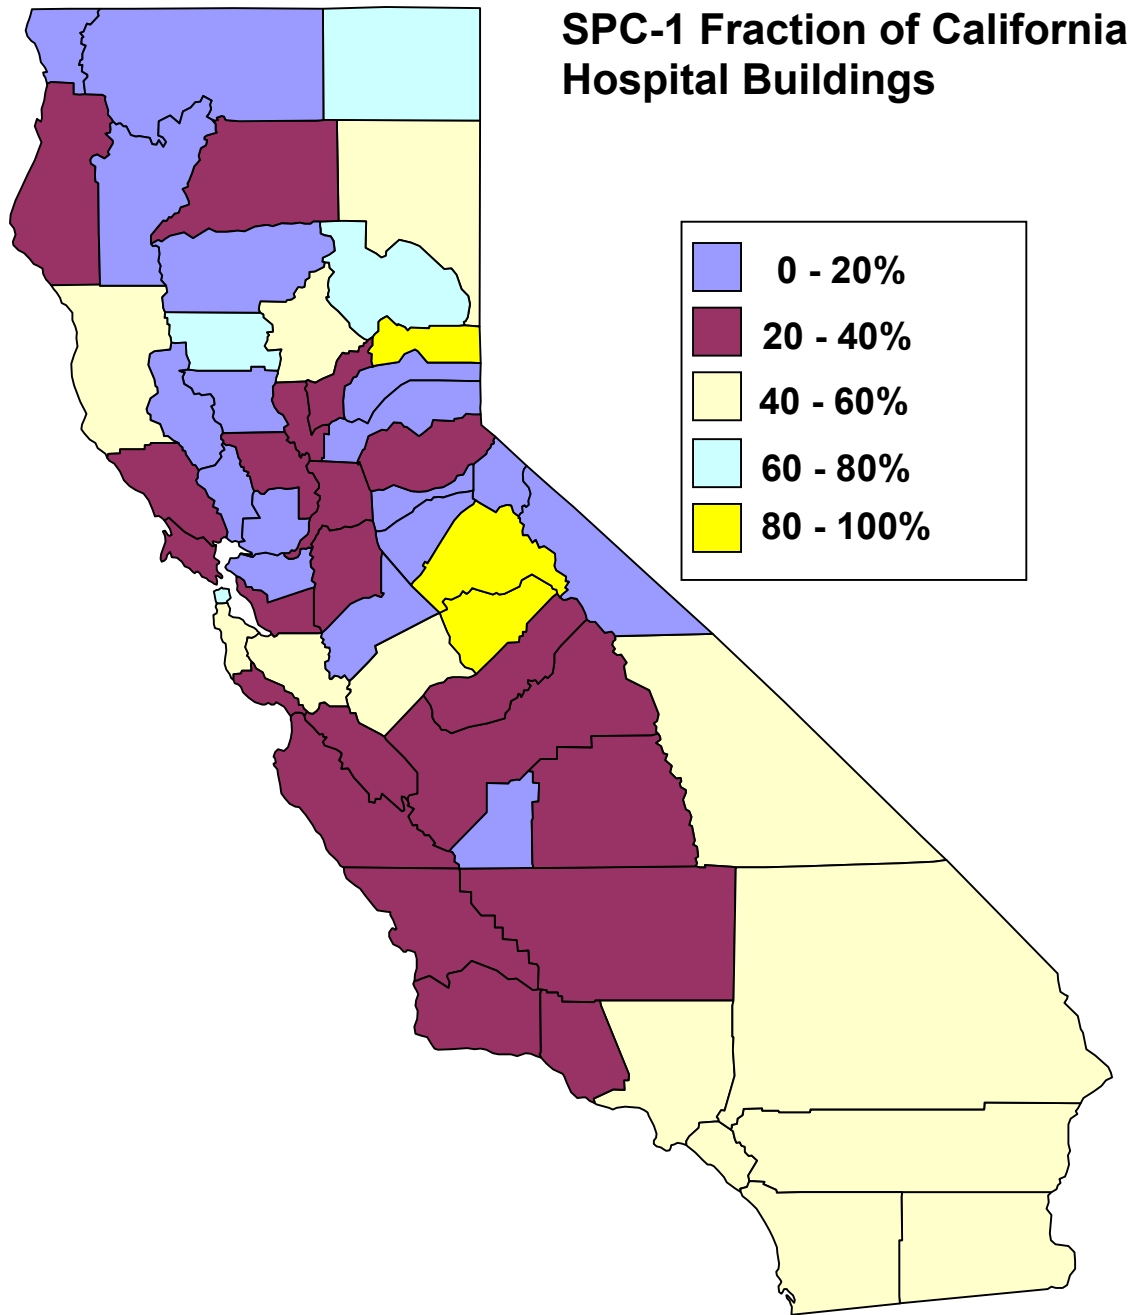 SPC-1 Fraction of California
Hospital Buildings
0 - 20%
20 - 40%
40 - 60%
60 - 80%
80 - 100%